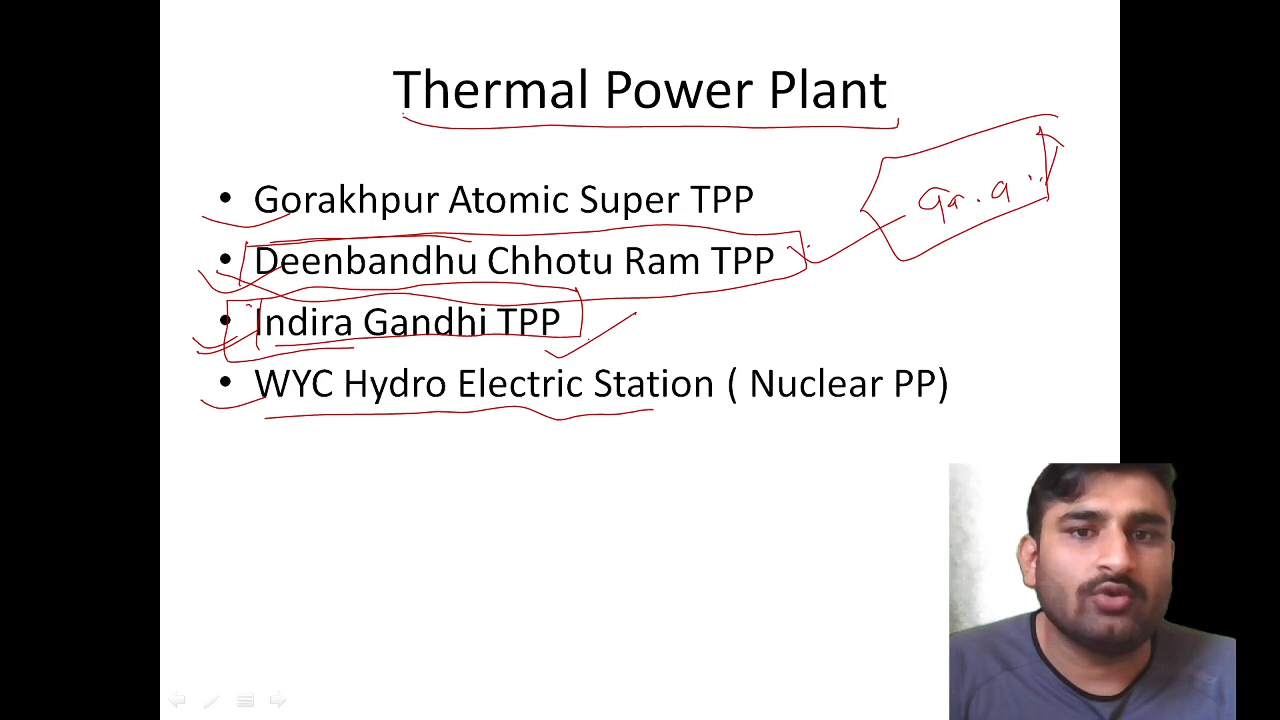 Thermal Power Plant
• Gorakhpur Atomic Super TPP
• Deenbandhu Chhotu Ram TPP
• Indira Gandhi TPP
• WYC Hydro Electric Station ( Nuclear PP)